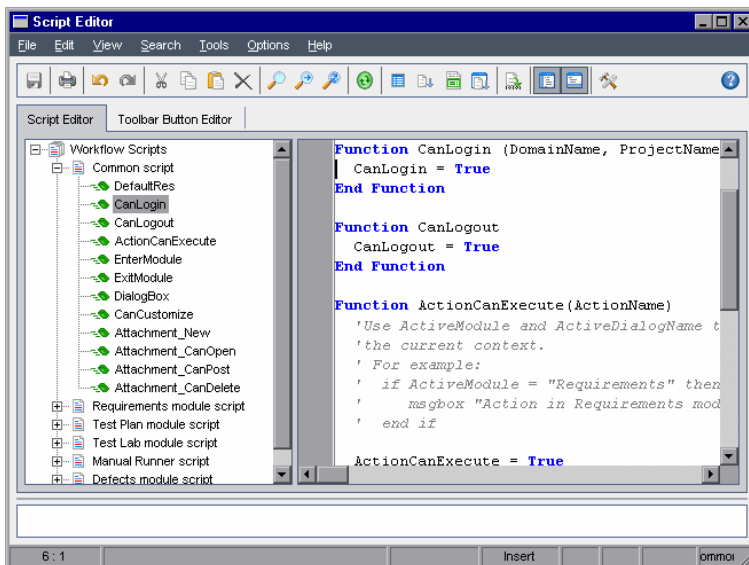 Script Editor
File Edit View Search Tools Options Help
Script Editor Toolbar Button Editor
Workflow Scripts
Common script
DefaultRes
CanLogin
CanLogout
ActionCanExecute
EnterModule
ExitModule
DialogBox
CanCustomize
Attachment_New
Attachment_CanOpen
Attachment_CanPost
Attachment_CanDelete
Requirements module script
Test Plan module script
Test Lab module script
Manual Runner script
Defects module script
Function CanLogin (DomainName, ProjectName
CanLogin = True
End Function
Function CanLogout
CanLogout = True
End Function
Function ActionCanExecute(ActionName)
'Use ActiveModule and ActiveDialogName t
'the current context.
' For example:
' if ActiveModule = "Requirements" then
' msgbox "Action in Requirements mod
' end if
ActionCanExecute = True
6 : 1 Insert